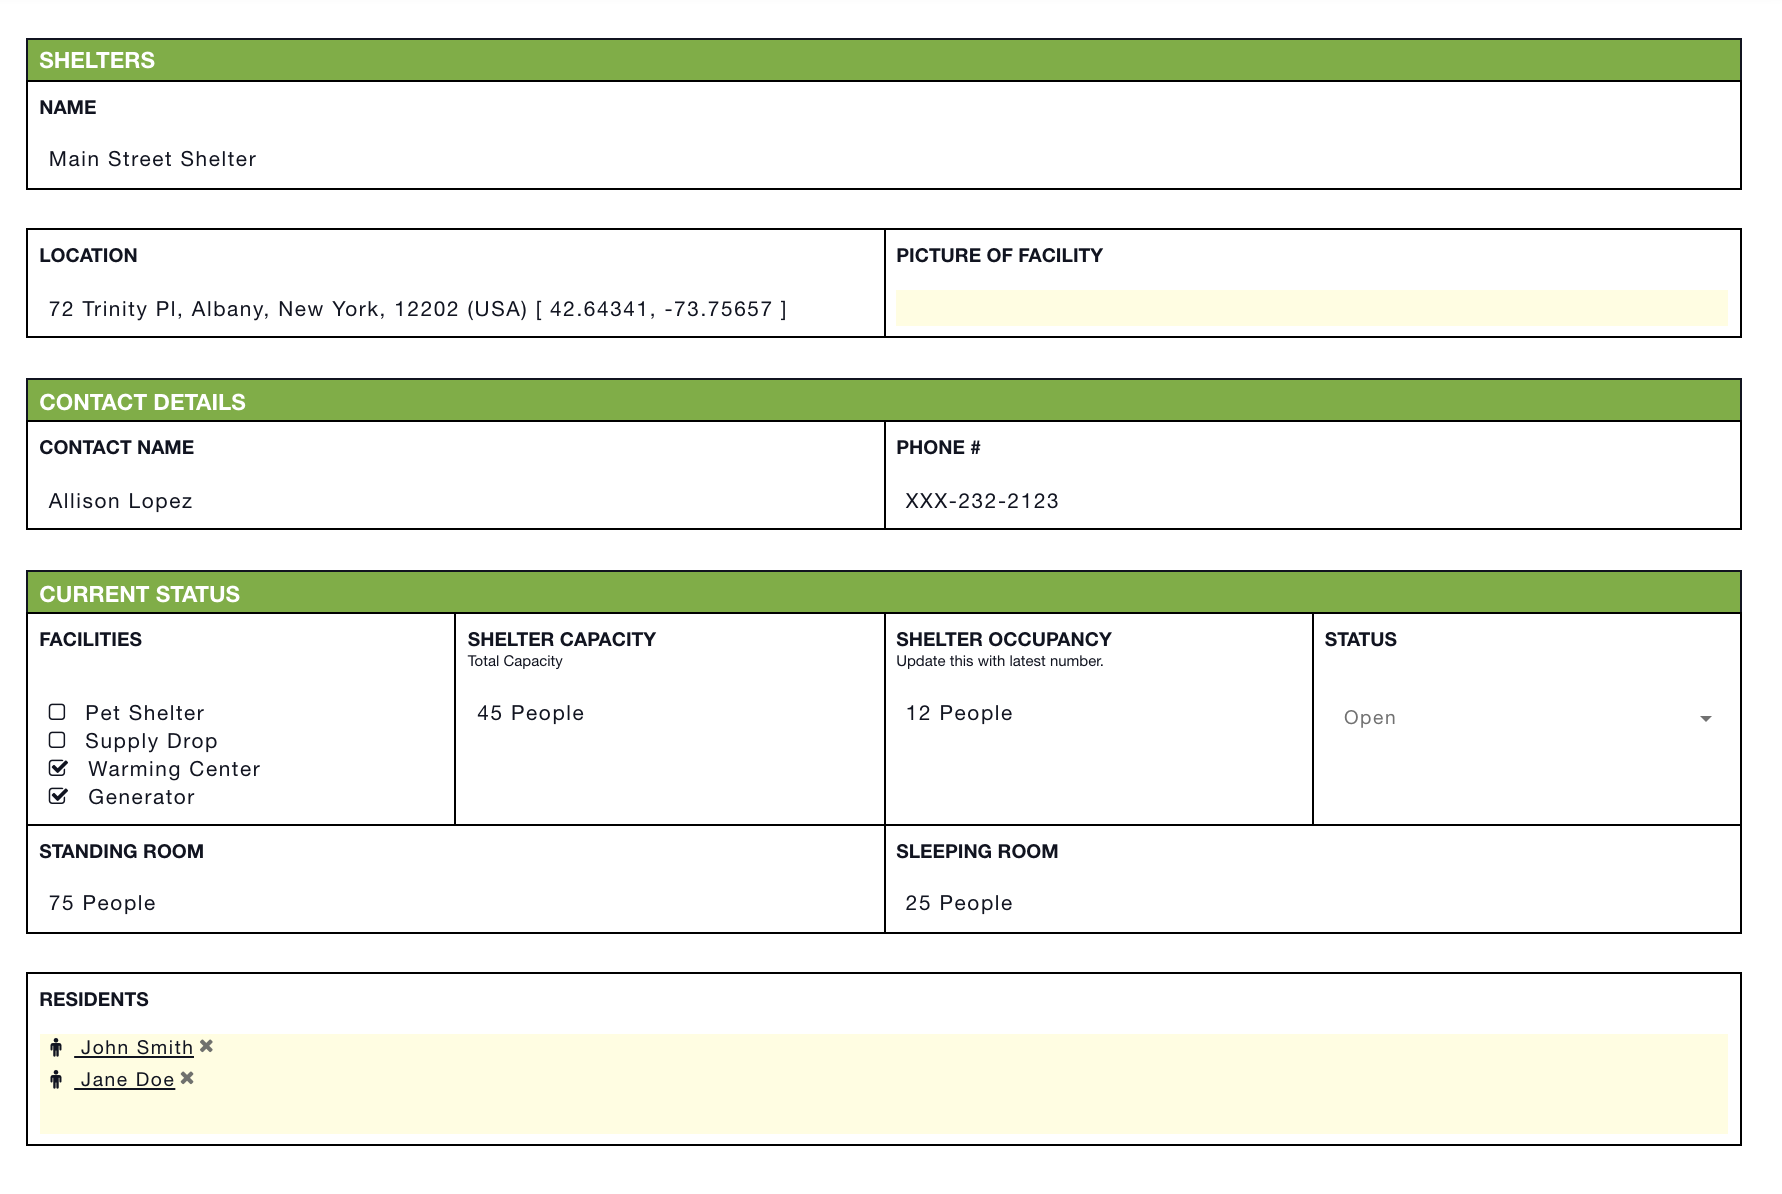 SHELTERS
NAME
Main Street Shelter
LOCATION
72 Trinity Pl, Albany, New York, 12202 (USA) [ 42.64341, -73.75657 ]
PICTURE OF FACILITY
CONTACT DETAILS
CONTACT NAME
Allison Lopez
PHONE #
XXX-232-2123
CURRENT STATUS
FACILITIES
Pet Shelter
Supply Drop
Warming Center
Generator
SHELTER CAPACITY
Total Capacity
45 People
SHELTER OCCUPANCY
Update this with latest number.
12 People
STATUS
Open
STANDING ROOM
75 People
SLEEPING ROOM
25 People
RESIDENTS
John Smith
Jane Doe